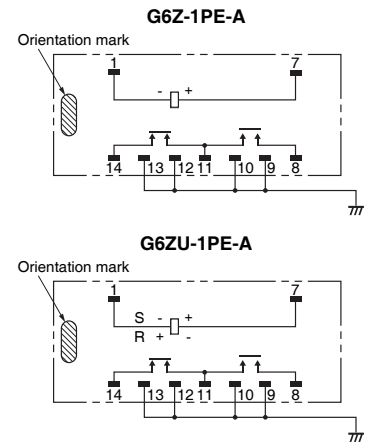 G6Z-1PE-A
Orientation mark
1 7
- +
14 13 12 11 10 9 8
G6ZU-1PE-A
Orientation mark
1 7
S - +
R + -
14 13 12 11 10 9 8